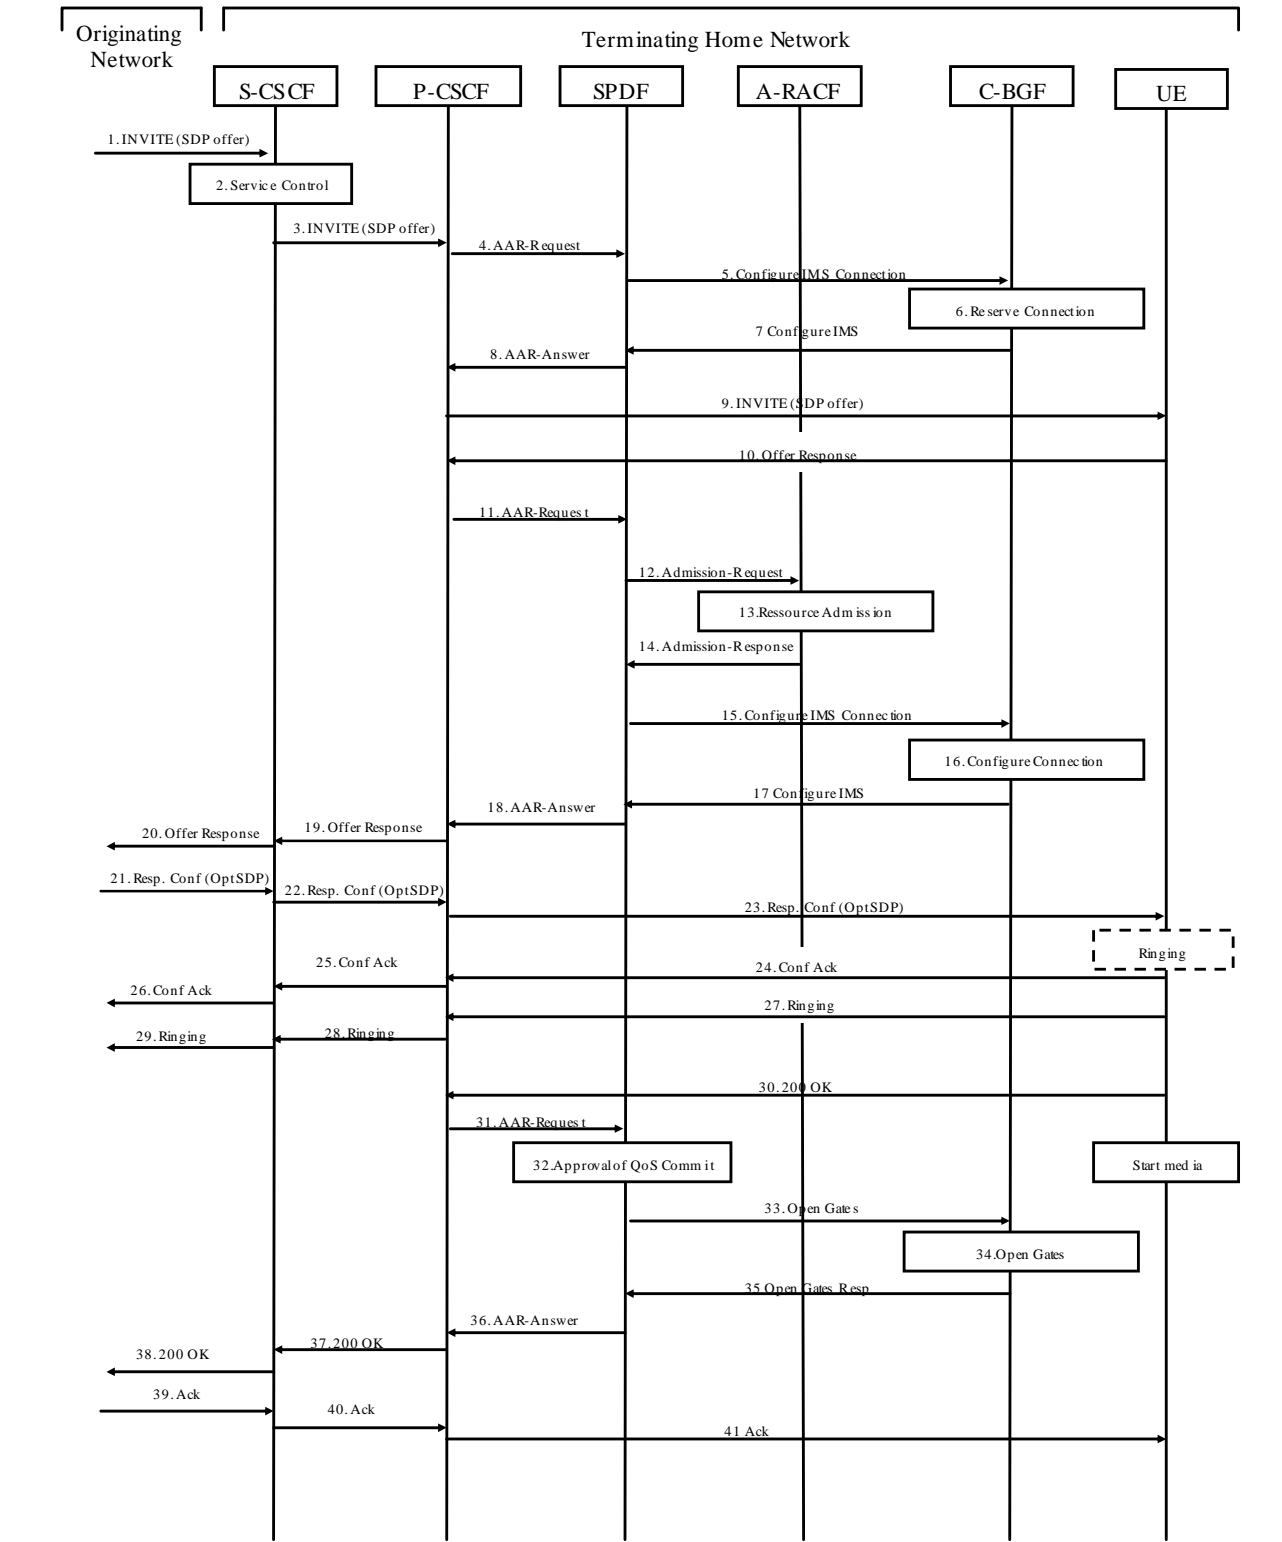 Originating
Network
Terminating Home Network
S-CSCF
P-CSCF
SPDF
A-RACF
C-BGF
UE
1. INVITE (SDP offer)
2. Service Control
3. INVITE (SDP offer)
4. AAR-Request
5. Configure IMS Connection
6. Reserve Connection
7 Configure IMS
8. AAR-Answer
9. INVITE (SDP offer)
10. Offer Response
11. AAR-Request
12. Admission-Request
13. Ressource Admission
14. Admission-Response
15. Configure IMS Connection
16. Configure Connection
17 Configure IMS
18. AAR-Answer
19. Offer Response
20. Offer Response
21. Resp. Conf (Opt SDP)
22. Resp. Conf (Opt SDP)
23. Resp. Conf (Opt SDP)
Ringing
24. Conf Ack
25. Conf Ack
26. Conf Ack
27. Ringing
28. Ringing
29. Ringing
30. 200 OK
31. AAR-Request
32. Approval of QoS Commit
Start media
33. Open Gates
34. Open Gates
35 Open Gates Resp
36. AAR-Answer
37. 200 OK
38. 200 OK
39. Ack
40. Ack
41 Ack